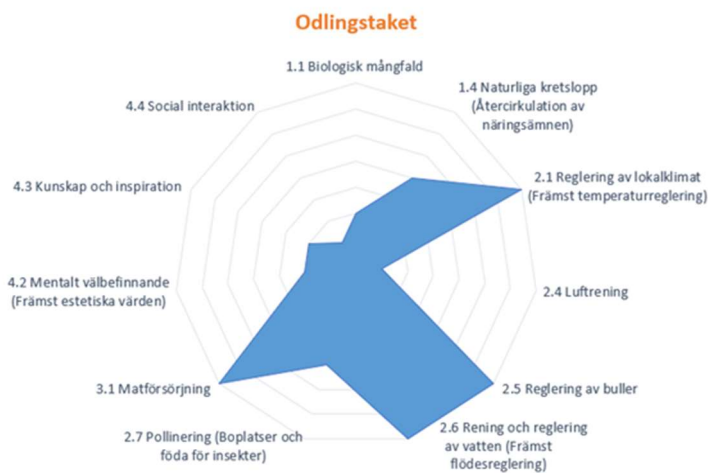 Odlingstaket
1.1 Biologisk mångfald
1.4 Naturliga kretslopp
(Återcirkulation av
näringsämnen)
2.1 Reglering av lokalklimat
(Främst temperaturreglering)
2.4 Luftrening
2.5 Reglering av buller
2.6 Rening och reglering
av vatten (Främst
flödesreglering)
2.7 Pollinering (Boplatser och
föda för insekter)
3.1 Matförsörjning
4.2 Mentalt välbefinnande
(Främst estetiska värden)
4.3 Kunskap och inspiration
4.4 Social interaktion